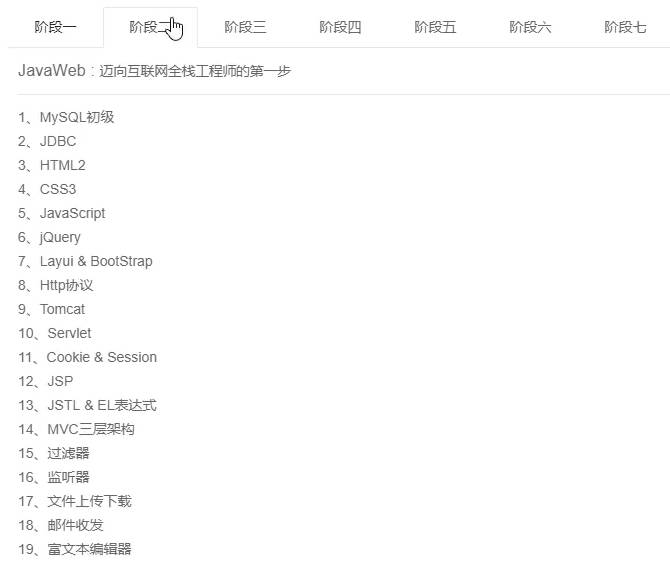 阶段一 阶段二 阶段三 阶段四 阶段五 阶段六 阶段七
JavaWeb : 迈向互联网全栈工程师的第一步
1、MySQL初级
2、JDBC
3、HTML2
4、CSS3
5、JavaScript
6、jQuery
7、Layui & BootStrap
8、Http协议
9、Tomcat
10、Servlet
11、Cookie & Session
12、JSP
13、JSTL & EL表达式
14、MVC三层架构
15、过滤器
16、监听器
17、文件上传下载
18、邮件收发
19、富文本编辑器